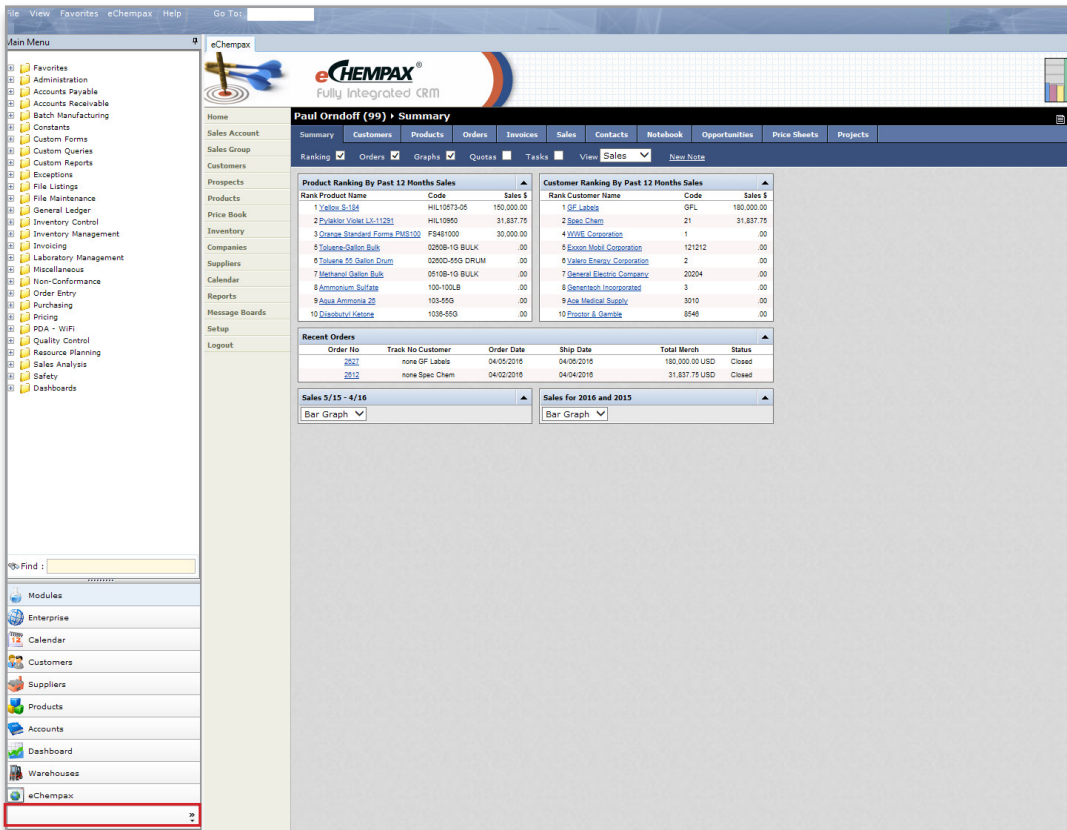 File View Favorites eChempax Help Go To:
Main Menu
Favorites
Administration
Accounts Payable
Accounts Receivable
Batch Manufacturing
Constants
Custom Forms
Custom Queries
Custom Reports
Exceptions
File Listings
File Maintenance
General Ledger
Inventory Control
Inventory Management
Invoicing
Laboratory Management
Miscellaneous
Non-Conformance
Order Entry
Purchasing
Pricing
PDA - WiFi
Quality Control
Resource Planning
Sales Analysis
Safety
Dashboards
Find :
Modules
Enterprise
12 Calendar
Customers
Suppliers
Products
Accounts
Dashboard
Warehouses
eChempax
»
eChempax
eCHEMPAX®
Fully Integrated CRM
Home
Sales Account
Sales Group
Customers
Prospects
Products
Price Book
Inventory
Companies
Suppliers
Calendar
Reports
Message Boards
Setup
Logout
Paul Orndoff (99) › Summary
Summary Customers Products Orders Invoices Sales Contacts Notebook Opportunities Price Sheets Projects
Ranking Orders Graphs Quotas Tasks View Sales New Note
Product Ranking By Past 12 Months Sales
Rank Product Name Code Sales $
1 Yellow S-184 HIL10573-05 150,000.00
2 Pylaklor Violet LX-11291 HIL10950 31,837.75
3 Orange Standard Forms PMS100 FS481000 30,000.00
5 Toluene-Gallon Bulk 0260B-1G BULK .00
6 Toluene 55 Gallon Drum 0260D-55G DRUM .00
7 Methanol Gallon Bulk 0510B-1G BULK .00
8 Ammonium Sulfate 100-100LB .00
9 Aqua Ammonia 26 103-55G .00
10 Diisobutyl Ketone 1036-55G .00
Customer Ranking By Past 12 Months Sales
Rank Customer Name Code Sales $
1 GF Labels GFL 180,000.00
2 Spec Chem 21 31,837.75
4 WWE Corporation 1 .00
5 Exxon Mobil Corporation 121212 .00
6 Valero Energy Corporation 2 .00
7 General Electric Company 20204 .00
8 Genentech Incorporated 3 .00
9 Ace Medical Supply 3010 .00
10 Proctor & Gamble 8546 .00
Recent Orders
Order No Track No Customer Order Date Ship Date Total Merch Status
2627 none GF Labels 04/05/2016 04/06/2016 180,000.00 USD Closed
2612 none Spec Chem 04/02/2016 04/04/2016 31,837.75 USD Closed
Sales 5/15 - 4/16
Bar Graph
Sales for 2016 and 2015
Bar Graph